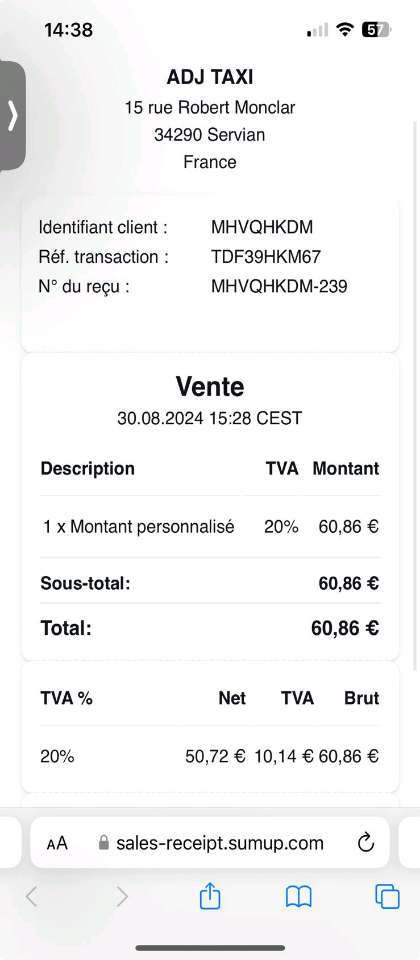 14:38
57
ADJ TAXI
15 rue Robert Monclar
34290 Servian
France
Identifiant client : MHVQHKDM
Réf. transaction : TDF39HKM67
N° du reçu : MHVQHKDM-239
Vente
30.08.2024 15:28 CEST
Description TVA Montant
1 x Montant personnalisé 20% 60,86 €
Sous-total: 60,86 €
Total: 60,86 €
TVA % Net TVA Brut
20% 50,72 € 10,14 € 60,86 €
AA sales-receipt.sumup.com